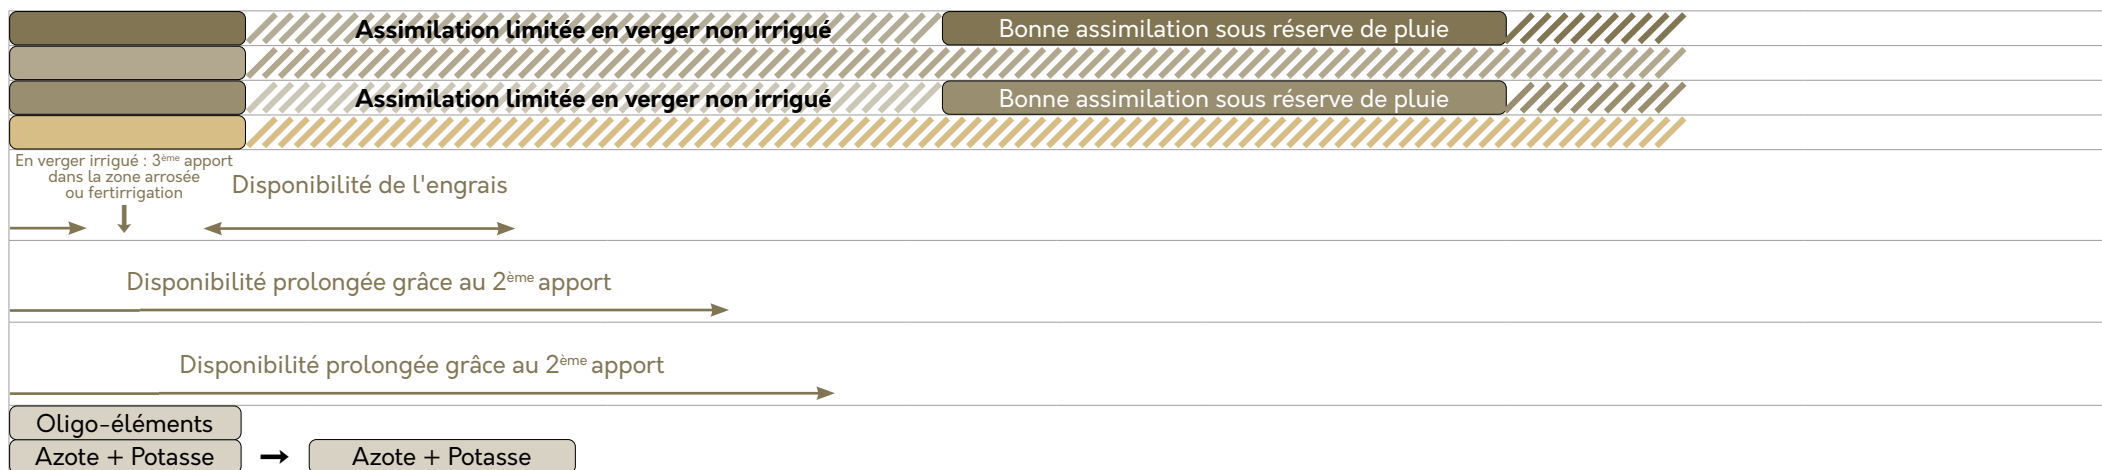 Assimilation limitée en verger non irrigué Bonne assimilation sous réserve de pluie
Assimilation limitée en verger non irrigué Bonne assimilation sous réserve de pluie
En verger irrigué : 3ème apport
dans la zone arrosée
ou fertirrigation
Disponibilité de l'engrais
Disponibilité prolongée grâce au 2ème apport
Disponibilité prolongée grâce au 2ème apport
Oligo-éléments
Azote + Potasse → Azote + Potasse